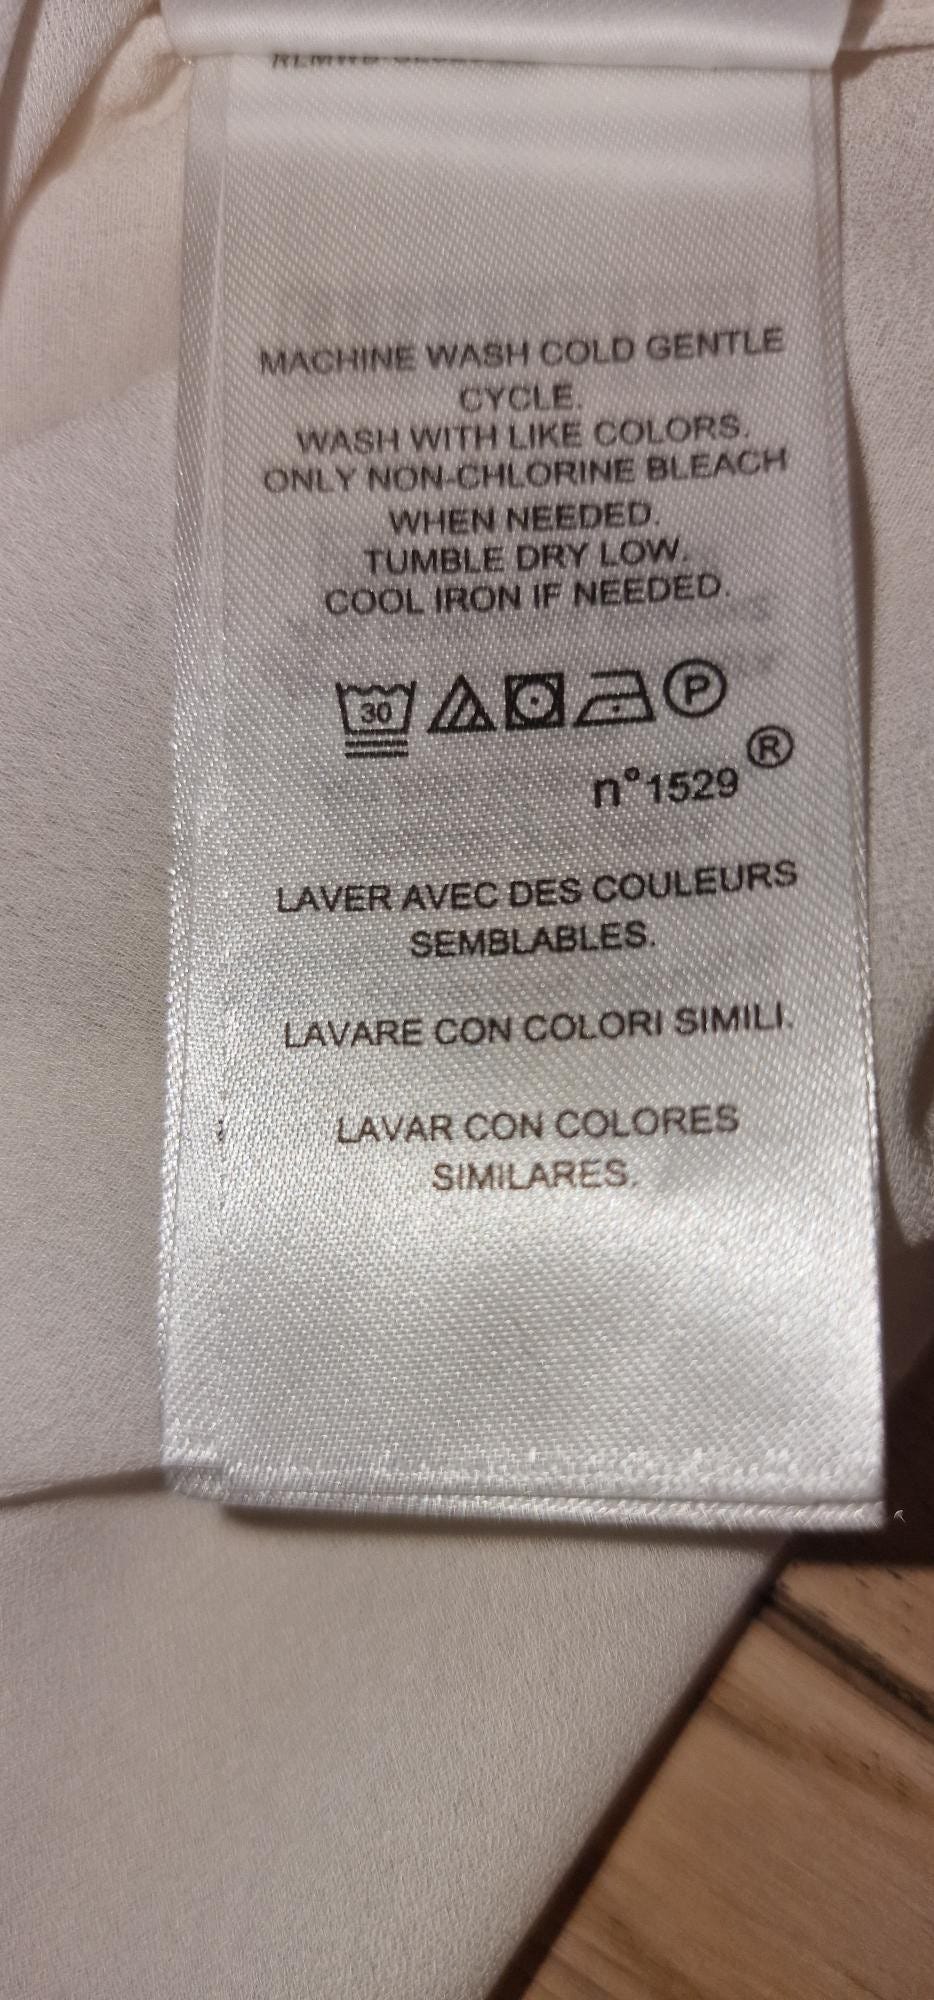 MACHINE WASH COLD GENTLE
CYCLE.
WASH WITH LIKE COLORS.
ONLY NON-CHLORINE BLEACH
WHEN NEEDED.
TUMBLE DRY LOW.
COOL IRON IF NEEDED.
30 P
®
n°1529
LAVER AVEC DES COULEURS
SEMBLABLES.
LAVARE CON COLORI SIMILI.
LAVAR CON COLORES
SIMILARES.